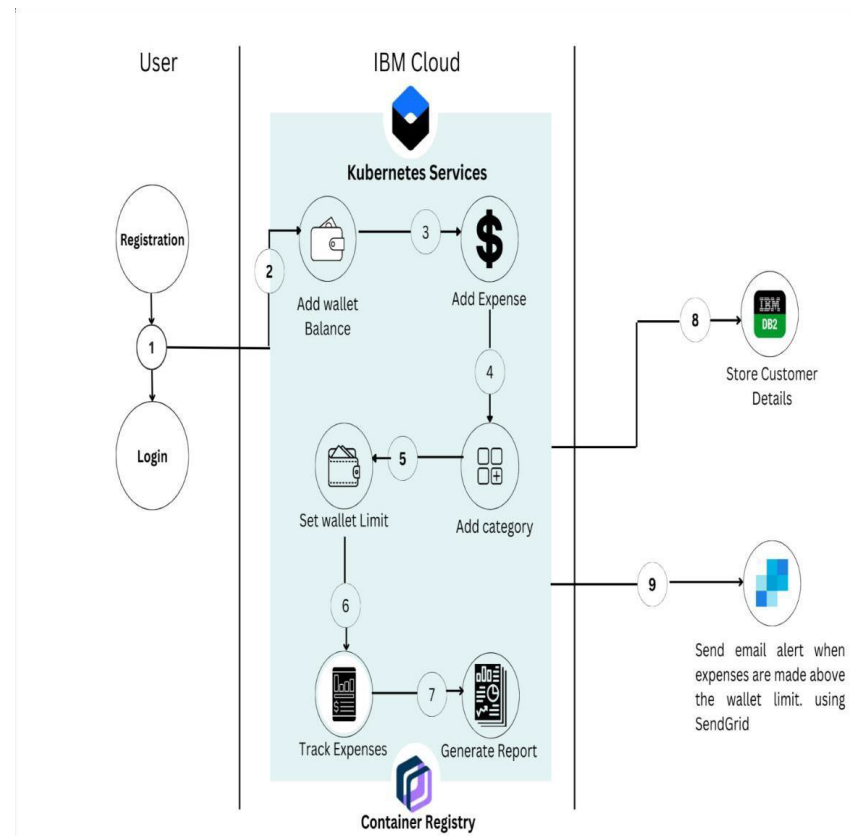 User
IBM Cloud
Kubernetes Services
Registration
1
Login
2
Add wallet
Balance
3
Add Expense
4
5
Set wallet Limit
Add category
6
Track Expenses
7
Generate Report
Container Registry
8
IBM
DB2
Store Customer
Details
9
Send email alert when
expenses are made above
the wallet limit. using
SendGrid